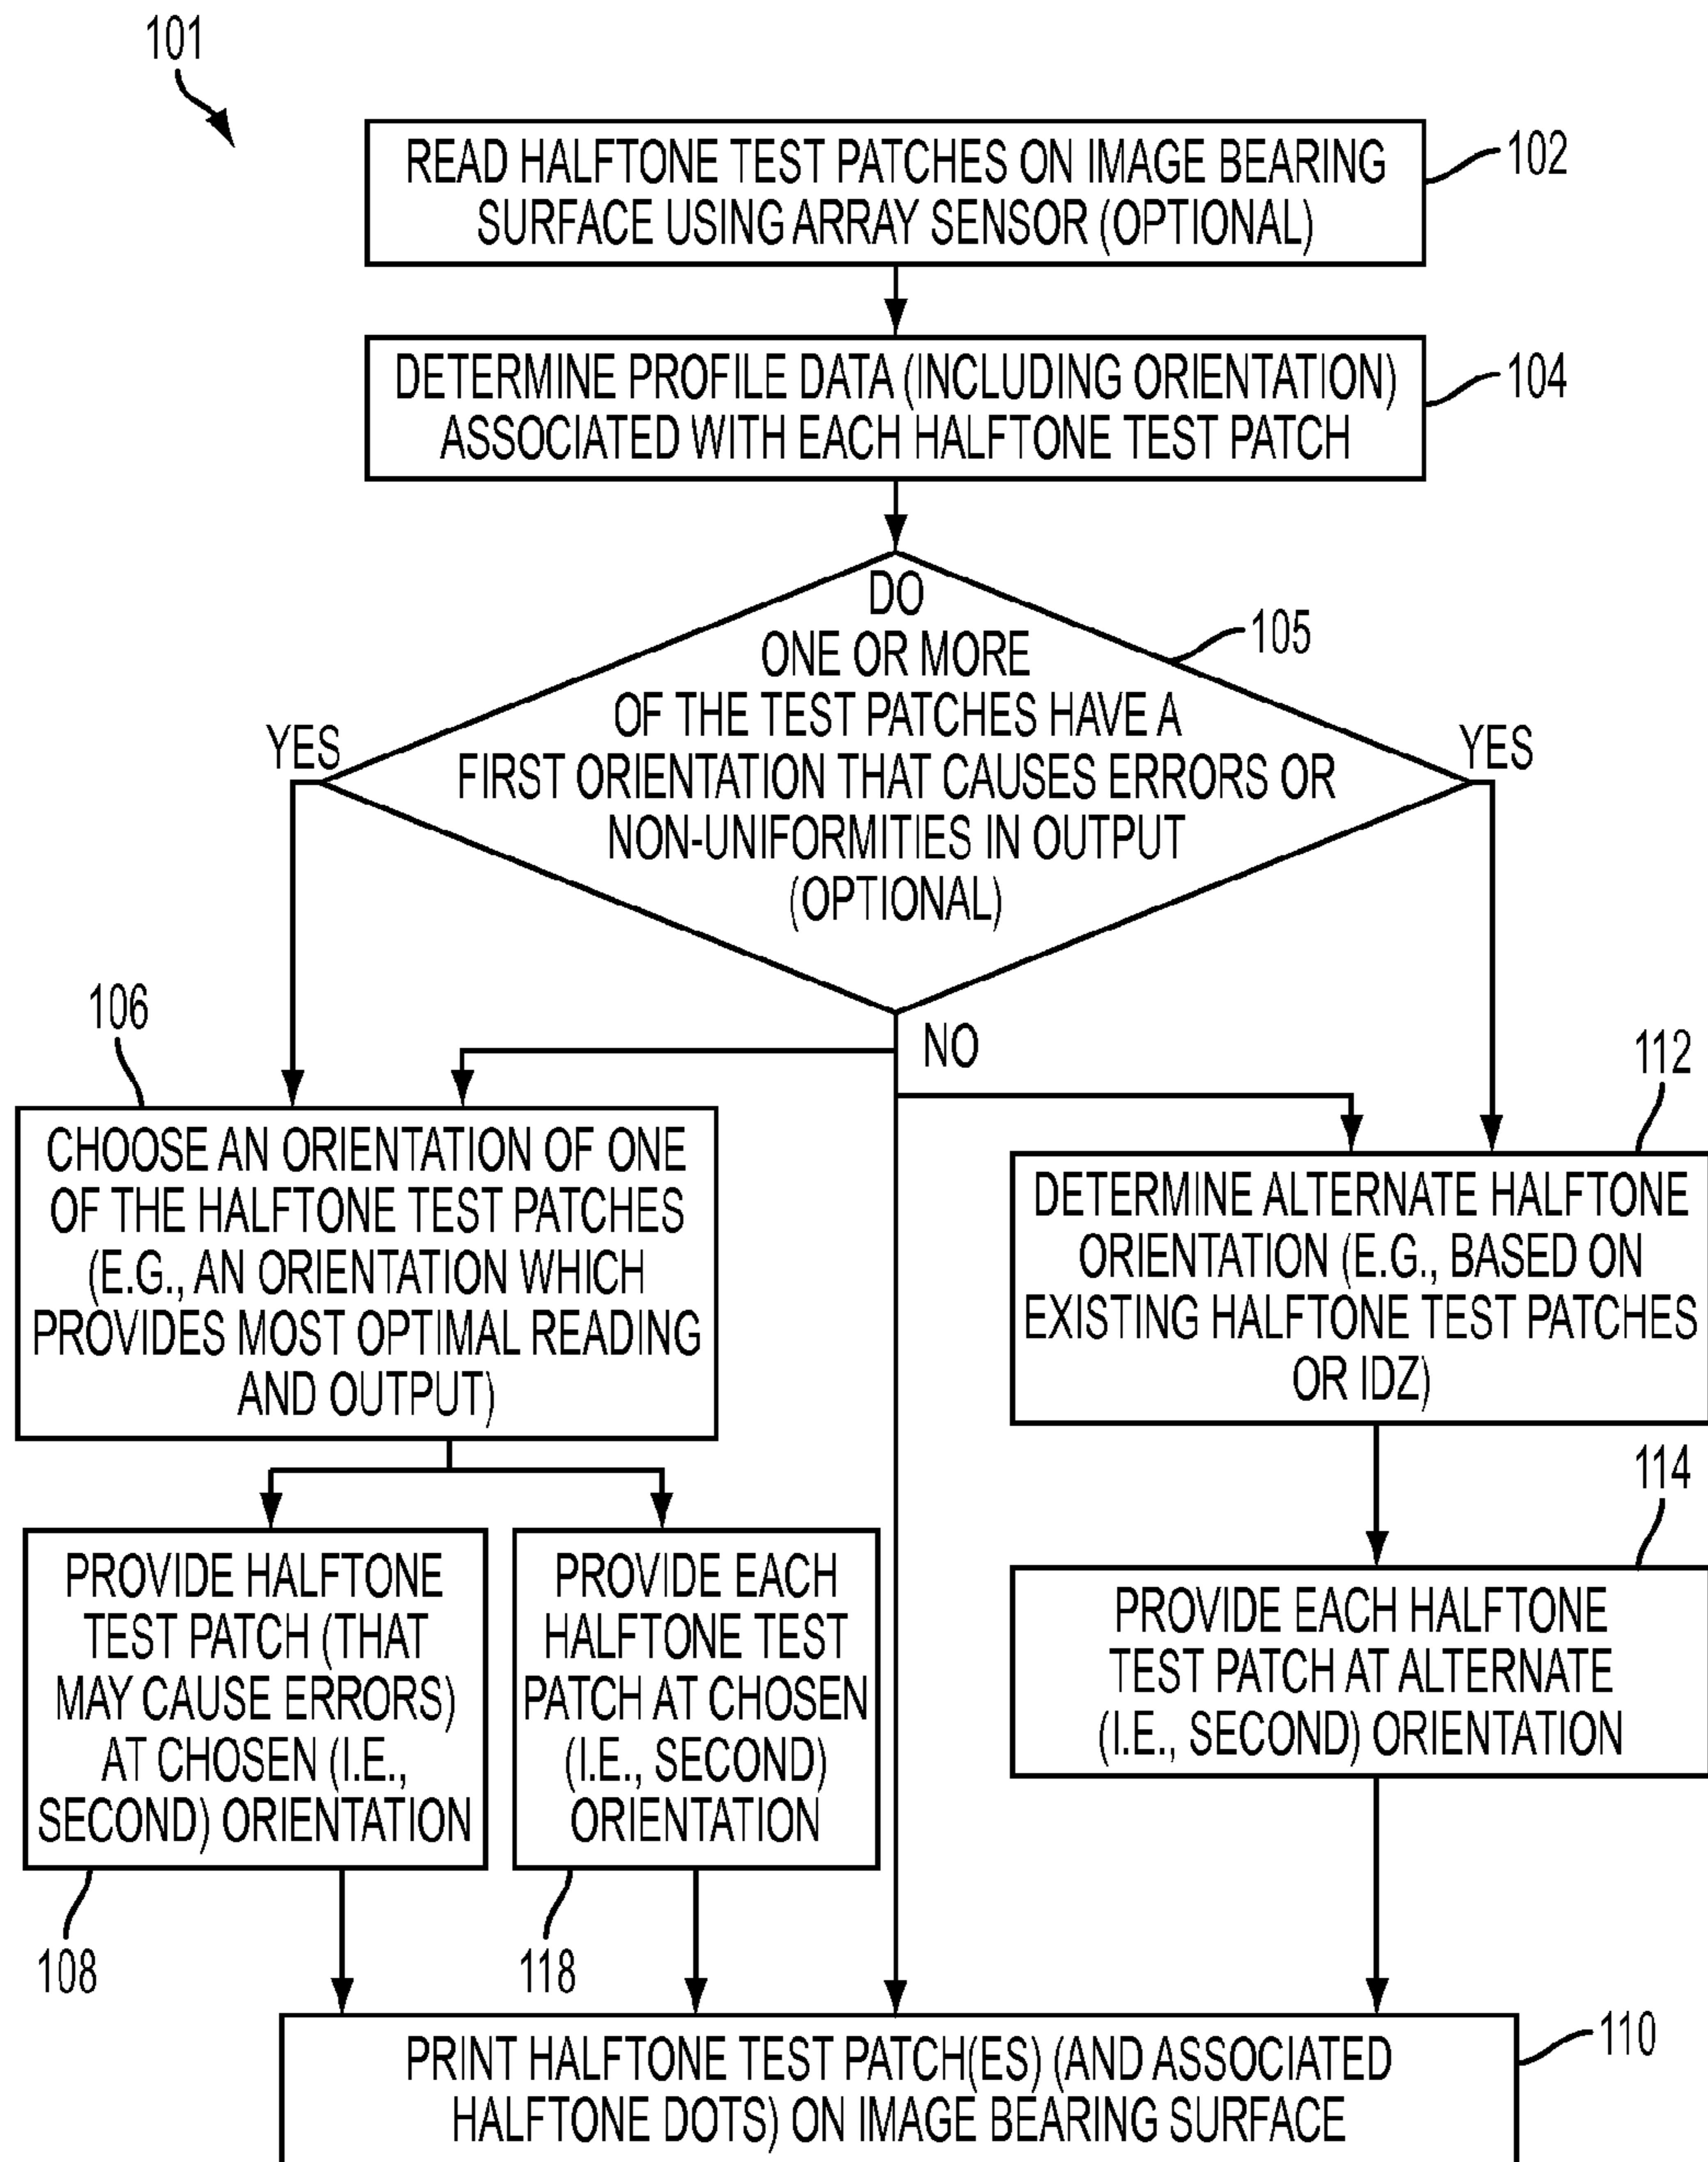 101
READ HALFTONE TEST PATCHES ON IMAGE BEARING
SURFACE USING ARRAY SENSOR (OPTIONAL)
102
DETERMINE PROFILE DATA (INCLUDING ORIENTATION)
ASSOCIATED WITH EACH HALFTONE TEST PATCH
104
DO
ONE OR MORE
OF THE TEST PATCHES HAVE A
FIRST ORIENTATION THAT CAUSES ERRORS OR
NON-UNIFORMITIES IN OUTPUT
(OPTIONAL)
105
YES
YES
NO
106
CHOOSE AN ORIENTATION OF ONE
OF THE HALFTONE TEST PATCHES
(E.G., AN ORIENTATION WHICH
PROVIDES MOST OPTIMAL READING
AND OUTPUT)
112
DETERMINE ALTERNATE HALFTONE
ORIENTATION (E.G., BASED ON
EXISTING HALFTONE TEST PATCHES
OR IDZ)
PROVIDE HALFTONE
TEST PATCH (THAT
MAY CAUSE ERRORS)
AT CHOSEN (I.E.,
SECOND) ORIENTATION
108
PROVIDE EACH
HALFTONE TEST
PATCH AT CHOSEN
(I.E., SECOND)
ORIENTATION
118
114
PROVIDE EACH HALFTONE
TEST PATCH AT ALTERNATE
(I.E., SECOND) ORIENTATION
PRINT HALFTONE TEST PATCH(ES) (AND ASSOCIATED
HALFTONE DOTS) ON IMAGE BEARING SURFACE
110